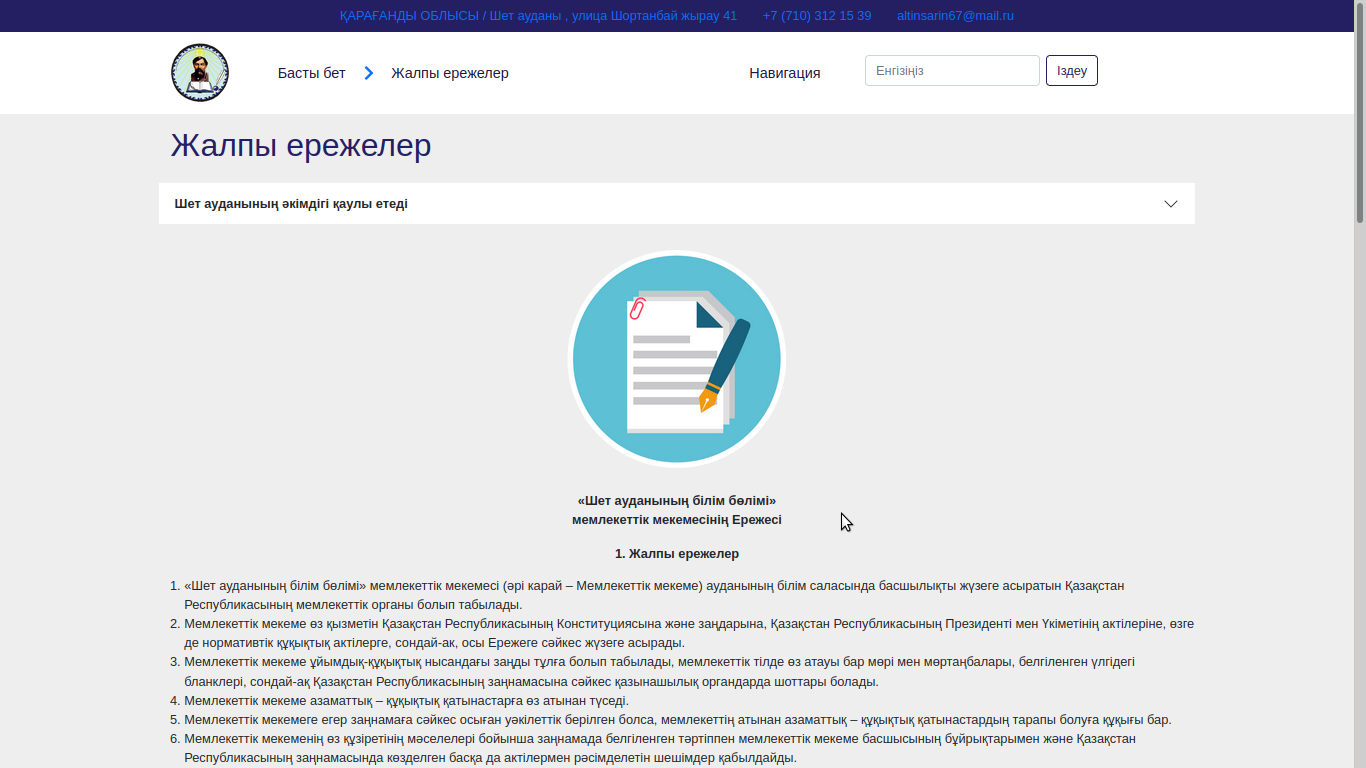 ҚАРАҒАНДЫ ОБЛЫСЫ / Шет ауданы , улица Шортанбай жырау 41 +7 (710) 312 15 39 altinsarin67@mail.ru
Басты бет Жалпы ережелер Навигация Енгізіңіз Іздеу
Жалпы ережелер
Шет ауданының әкімдігі қаулы етеді
«Шет ауданының білім бөлімі»
мемлекеттік мекемесінің Ережесі
1. Жалпы ережелер
1. «Шет ауданының білім бөлімі» мемлекеттік мекемесі (әрі карай – Мемлекеттік мекеме) ауданының білім саласында басшылықты жүзеге асыратын Қазақстан
Республикасының мемлекеттік органы болып табылады.
2. Мемлекеттік мекеме өз қызметін Қазақстан Республикасының Конституциясына және заңдарына, Қазақстан Республикасының Президенті мен Үкіметінің актілеріне, өзге
де нормативтік құқықтық актілерге, сондай-ак, осы Ережеге сәйкес жүзеге асырады.
3. Мемлекеттік мекеме ұйымдық-құқықтық нысандағы заңды тұлға болып табылады, мемлекеттік тілде өз атауы бар мөрі мен мөртаңбалары, белгіленген үлгідегі
бланклері, сондай-ақ Қазақстан Республикасының заңнамасына сәйкес қазынашылық органдарда шоттары болады.
4. Мемлекеттік мекеме азаматтық – құқықтық қатынастарға өз атынан түседі.
5. Мемлекеттік мекемеге егер заңнамаға сәйкес осыған уәкілеттік берілген болса, мемлекеттің атынан азаматтық – құқықтық қатынастардың тарапы болуға құқығы бар.
6. Мемлекеттік мекеменің өз құзіретінің мәселелері бойынша заңнамада белгіленген тәртіппен мемлекеттік мекеме басшысының бұйрықтарымен және Қазақстан
Республикасының заңнамасында көзделген басқа да актілермен рәсімделетін шешімдер қабылдайды.